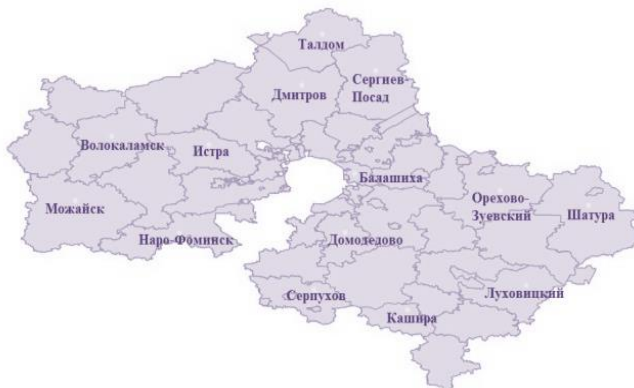 Талдом
Сергиев-
Посад
Дмитров
Волоколамск
Истра
Балашиха
Орехово-
Зуевский
Шатура
Можайск
Наро-Фоминск
Домодедово
Серпухов
Луховицкий
Кашира